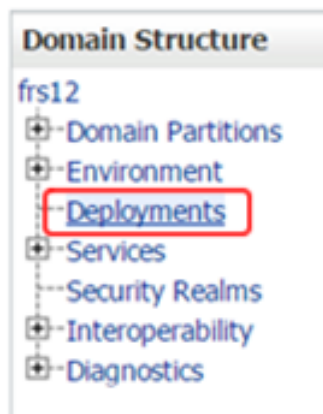 Domain Structure
frs12
Domain Partitions
Environment
Deployments
Services
Security Realms
Interoperability
Diagnostics